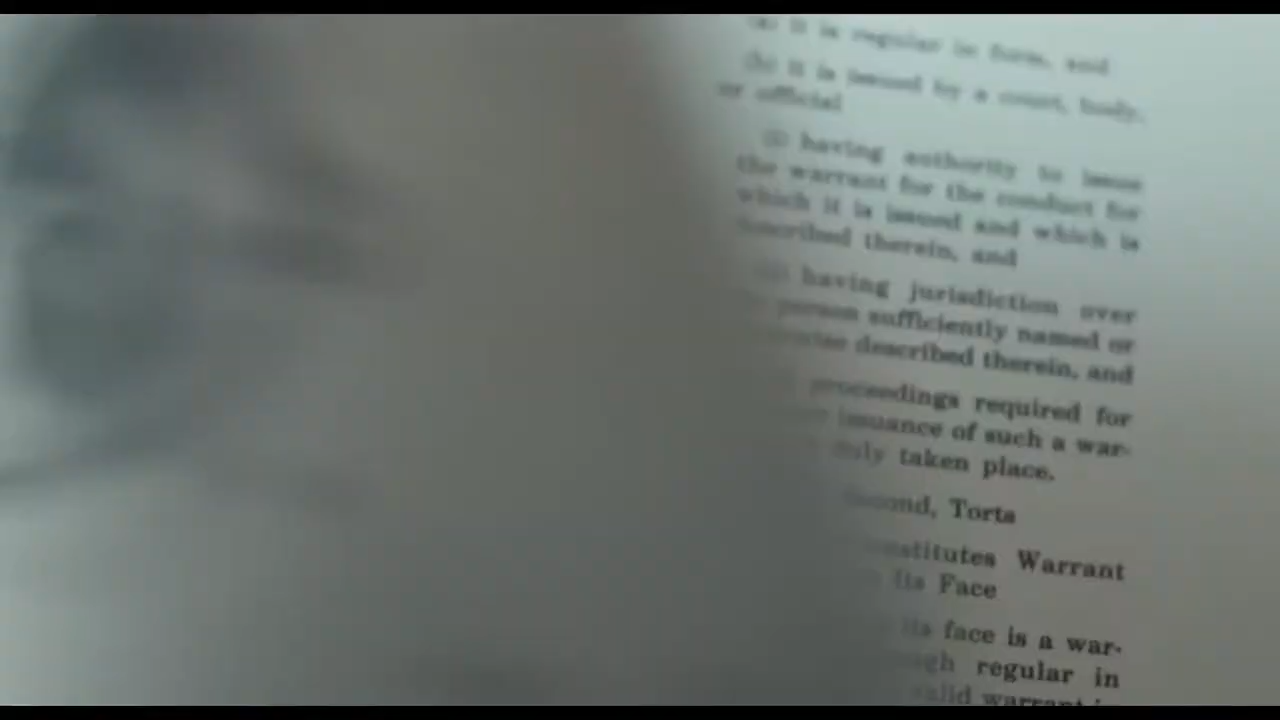 (a) it is regular in form, and
(b) it is issued by a court, body,
or official
(i) having authority to issue
the warrant for the conduct for
which it is issued and which is
described therein, and
having jurisdiction over
person sufficiently named or
described therein, and
proceedings required for
issuance of such a war-
duly taken place.
Second, Torts
Warrant
Its Face
its face is a war-
regular in
valid warrant